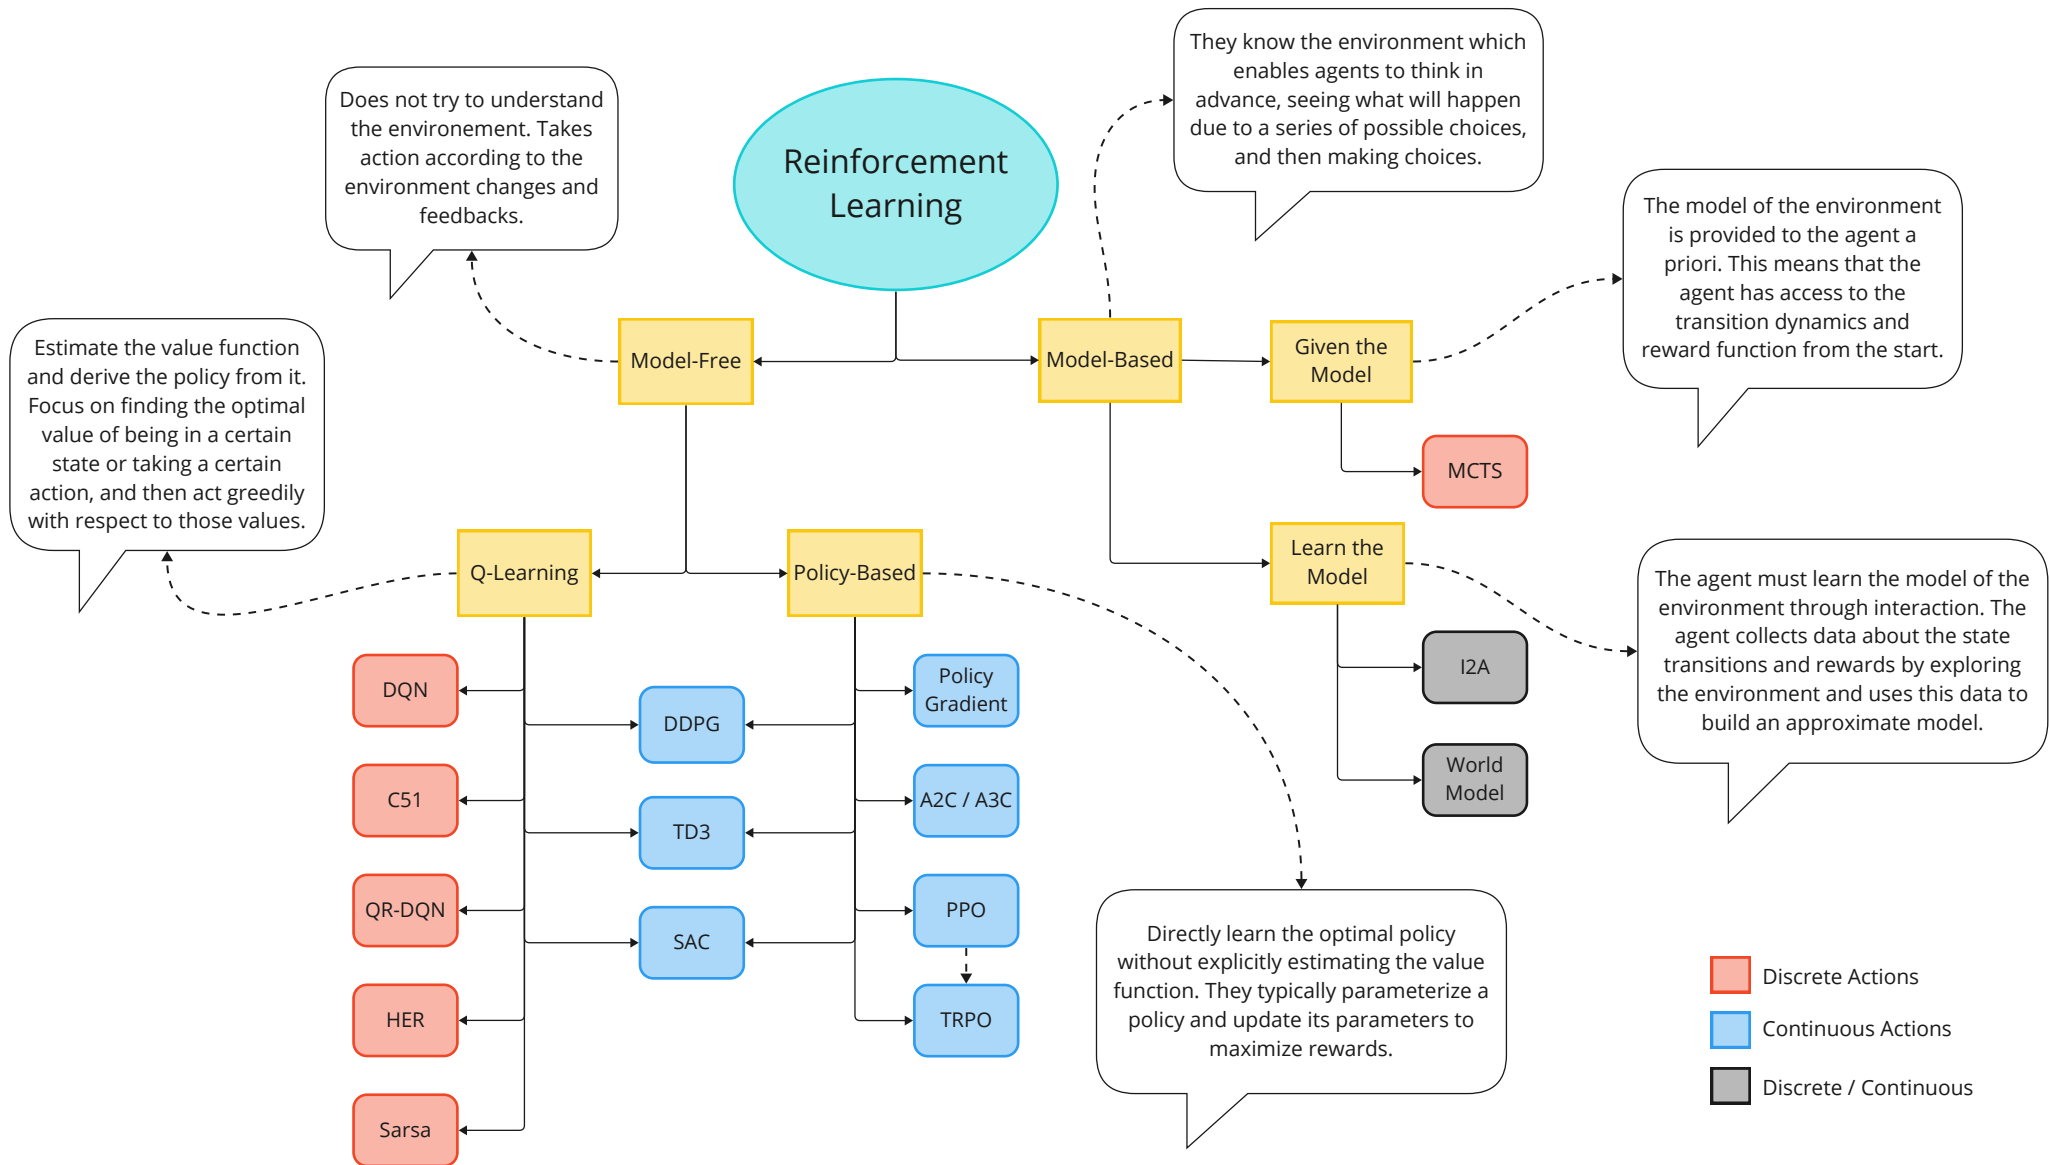 They know the environment which
enables agents to think in
advance, seeing what will happen
due to a series of possible choices,
and then making choices.
Does not try to understand
the environement. Takes
action according to the
environment changes and
feedbacks.
Reinforcement
Learning
The model of the environment
is provided to the agent a
priori. This means that the
agent has access to the
transition dynamics and
reward function from the start.
Estimate the value function
and derive the policy from it.
Focus on finding the optimal
value of being in a certain
state or taking a certain
action, and then act greedily
with respect to those values.
Model-Free
Model-Based
Given the
Model
MCTS
Q-Learning
Policy-Based
Learn the
Model
The agent must learn the model of the
environment through interaction. The
agent collects data about the state
transitions and rewards by exploring
the environment and uses this data to
build an approximate model.
DQN
DDPG
Policy
Gradient
I2A
C51
TD3
A2C / A3C
World
Model
QR-DQN
SAC
PPO
HER
TRPO
Sarsa
Directly learn the optimal policy
without explicitly estimating the value
function. They typically parameterize a
policy and update its parameters to
maximize rewards.
Discrete Actions
Continuous Actions
Discrete / Continuous